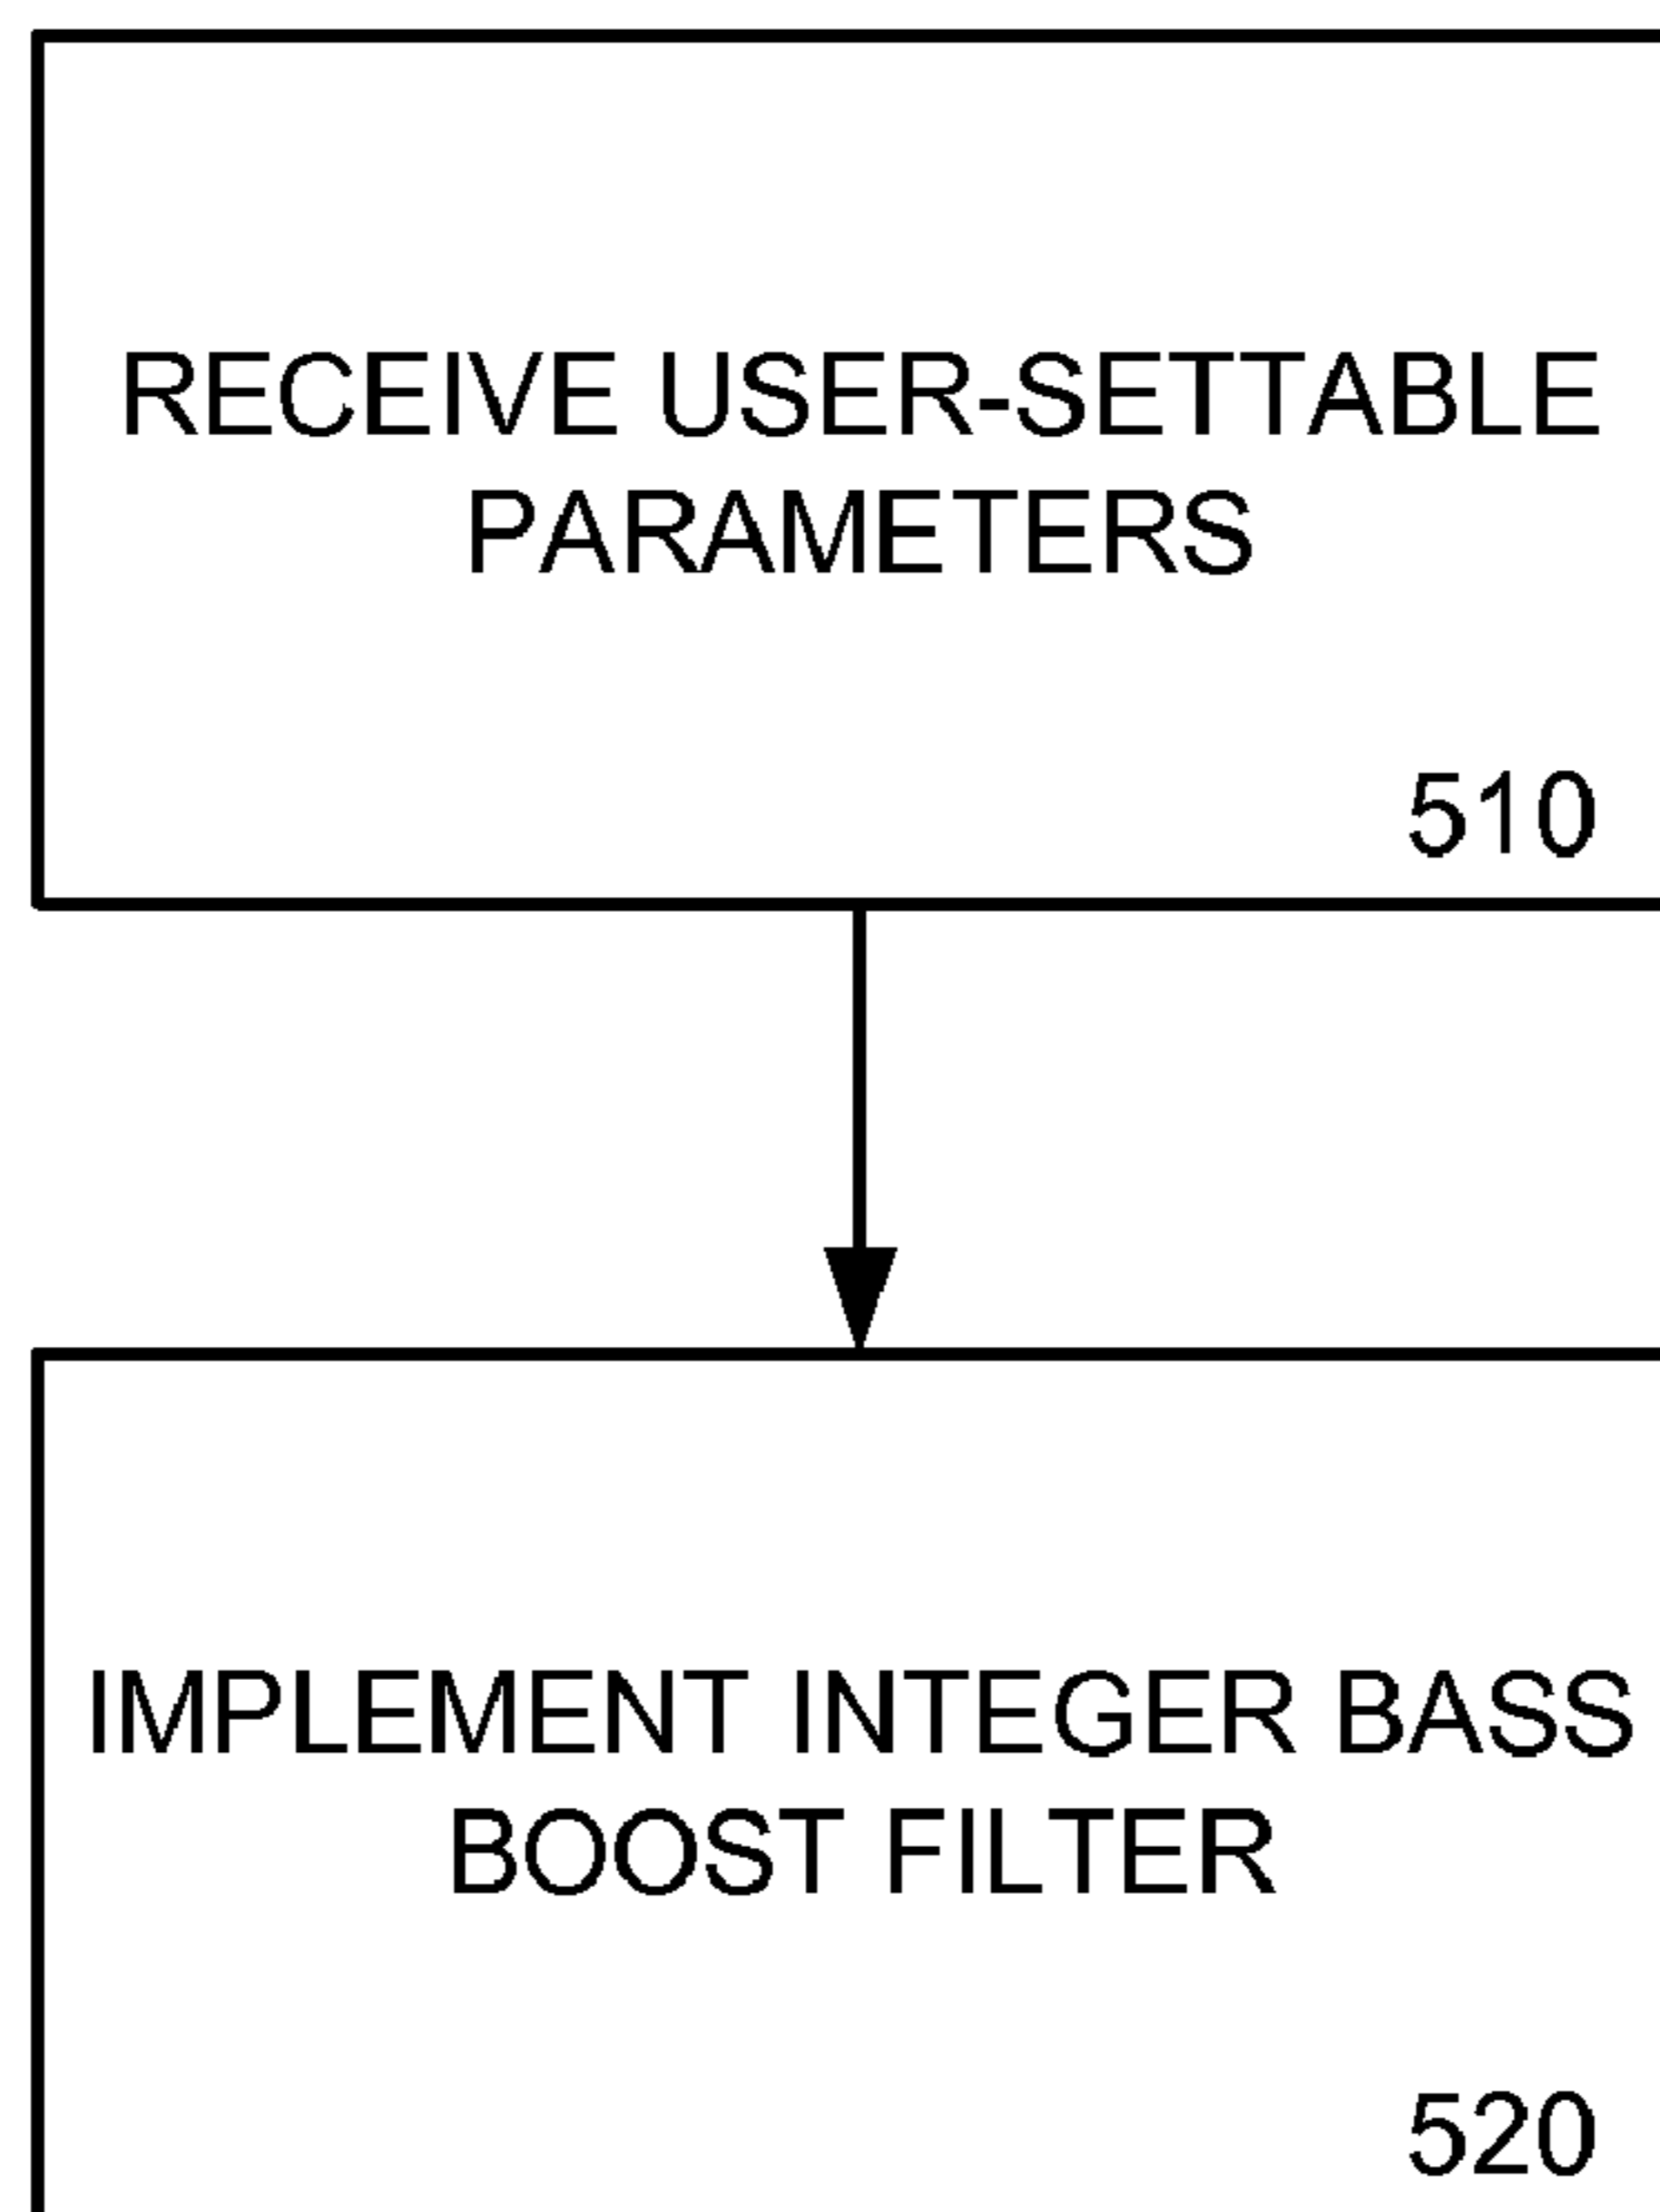 RECEIVE USER-SETTABLE
PARAMETERS
510
IMPLEMENT INTEGER BASS
BOOST FILTER
520